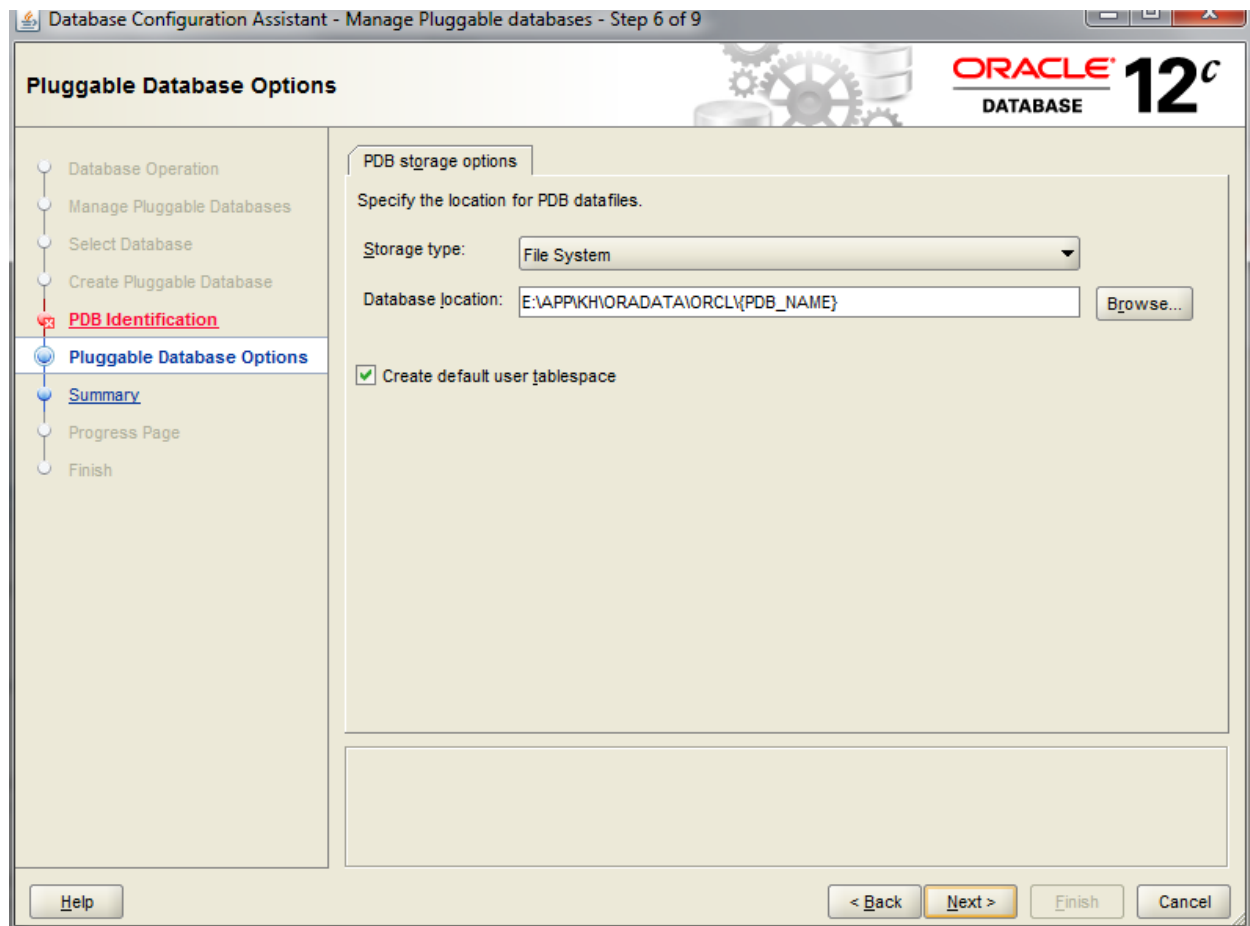 Database Configuration Assistant - Manage Pluggable databases - Step 6 of 9
Pluggable Database Options
ORACLE®
DATABASE
12c
Database Operation
Manage Pluggable Databases
Select Database
Create Pluggable Database
PDB Identification
Pluggable Database Options
Summary
Progress Page
Finish
PDB storage options
Specify the location for PDB datafiles.
Storage type: File System
Database location: E:\APP\KH\ORADATA\ORCL\{PDB_NAME} Browse...
Create default user tablespace
Help < Back Next > Finish Cancel